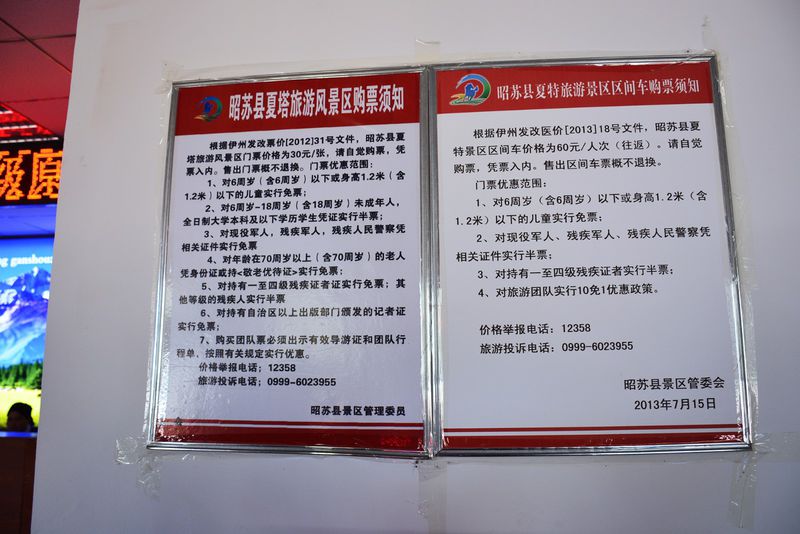 昭苏县夏塔旅游风景区购票须知
根据伊州发改票价[2012]31号文件，昭苏县夏
塔旅游风景区门票价格为30元/张，请自觉购票，凭
票入内。售出门票概不退换。门票优惠范围：
1、对6周岁（含6周岁）以下或身高1.2米（含
1.2米）以下的儿童实行免票；
2、对6周岁-18周岁（含18周岁）未成年人，
全日制大学本科及以下学历学生凭证实行半票；
3、对现役军人，残疾军人，残疾人民警察凭
相关证件实行免票
4、对年龄在70周岁以上（含70周岁）的老人
凭身份证或持<敬老优待证>实行免票；
5、对持有一至四级残疾证者证实行免票；其
他等级的残疾人实行半票
6、对持有自治区以上出版部门颁发的记者证
实行免票；
7、购买团队票必须出示有效导游证和团队行
程单、按照有关规定实行优惠。
价格举报电话；12358
旅游投诉电话；0999-6023955
昭苏县景区管理委员
昭苏县夏特旅游景区区间车购票须知
根据伊州发改医价[2013]18号文件，昭苏县夏
特景区区间车价格为60元/人次（往返）。请自觉
购票，凭票入内。售出区间车票概不退换。
门票优惠范围：
1、对6周岁（含6周岁）以下或身高1.2米（含
1.2米）以下的儿童实行免票；
2、对现役军人、残疾军人、残疾人民警察凭
相关证件实行半票；
3、对持有一至四级残疾证者实行半票；
4、对旅游团队实行10免1优惠政策。
价格举报电话：12358
旅游投诉电话：0999-6023955
昭苏县景区管委会
2013年7月15日
级原